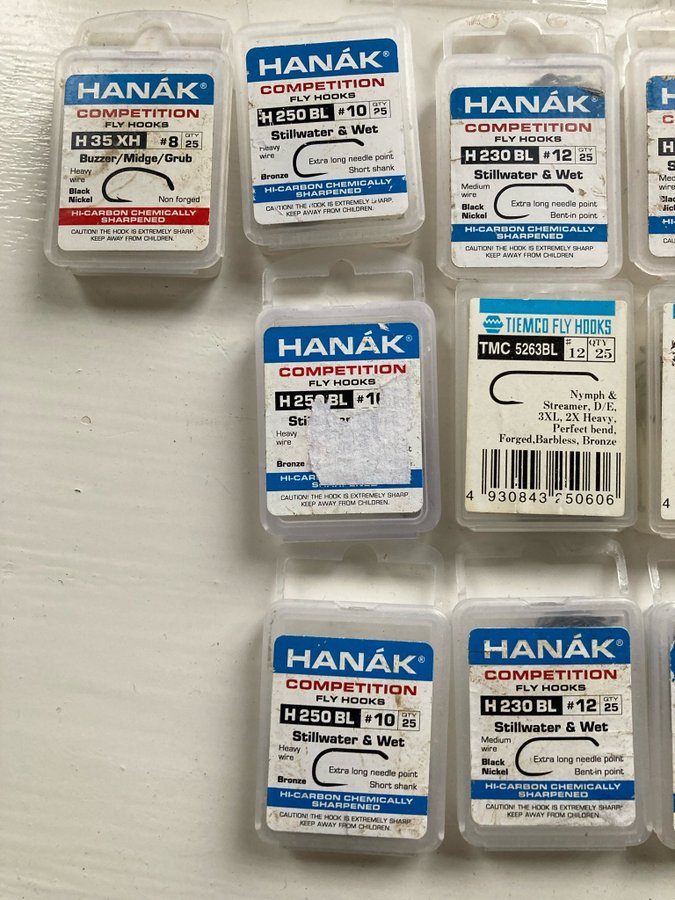 HANÁK®
COMPETITION
FLY HOOKS
H 35 XH #8 QTY 25
Buzzer/Midge/Grub
Heavy wire
Black Nickel
Non forged
HI-CARBON CHEMICALLY
SHARPENED
CAUTION! THE HOOK IS EXTREMELY SHARP.
KEEP AWAY FROM CHILDREN.
HANÁK®
COMPETITION
FLY HOOKS
H 250 BL #10 QTY 25
Stillwater & Wet
Heavy wire
Extra long needle point
Bronze
Short shank
HI-CARBON CHEMICALLY
SHARPENED
CAUTION! THE HOOK IS EXTREMELY SHARP.
KEEP AWAY FROM CHILDREN.
HANÁK®
COMPETITION
FLY HOOKS
H 230 BL #12 QTY 25
Stillwater & Wet
Medium wire
Extra long needle point
Black Nickel
Bent-in point
HI-CARBON CHEMICALLY
SHARPENED
CAUTION! THE HOOK IS EXTREMELY SHARP.
KEEP AWAY FROM CHILDREN.
HANÁK®
COMPETITION
FLY HOOKS
H 25 BL
Heavy wire
Bronze
HI-CAR
CAUTION! THE HOOK IS EXTREMELY SHARP.
KEEP AWAY FROM CHILDREN.
TIEMCO FLY HOOKS
TMC 5263BL # 12 QTY 25
Nymph &
Streamer, D/E,
3XL, 2X Heavy,
Perfect bend,
Forged,Barbless, Bronze
4 930843 250606
4
HANÁK®
COMPETITION
FLY HOOKS
H 250 BL #10 QTY 25
Stillwater & Wet
Heavy wire
Extra long needle point
Bronze
Short shank
HI-CARBON CHEMICALLY
SHARPENED
CAUTION! THE HOOK IS EXTREMELY SHARP.
KEEP AWAY FROM CHILDREN.
HANÁK®
COMPETITION
FLY HOOKS
H 230 BL #12 QTY 25
Stillwater & Wet
Medium wire
Extra long needle point
Black Nickel
Bent-in point
HI-CARBON CHEMICALLY
SHARPENED
CAUTION! THE HOOK IS EXTREMELY SHARP.
KEEP AWAY FROM CHILDREN.